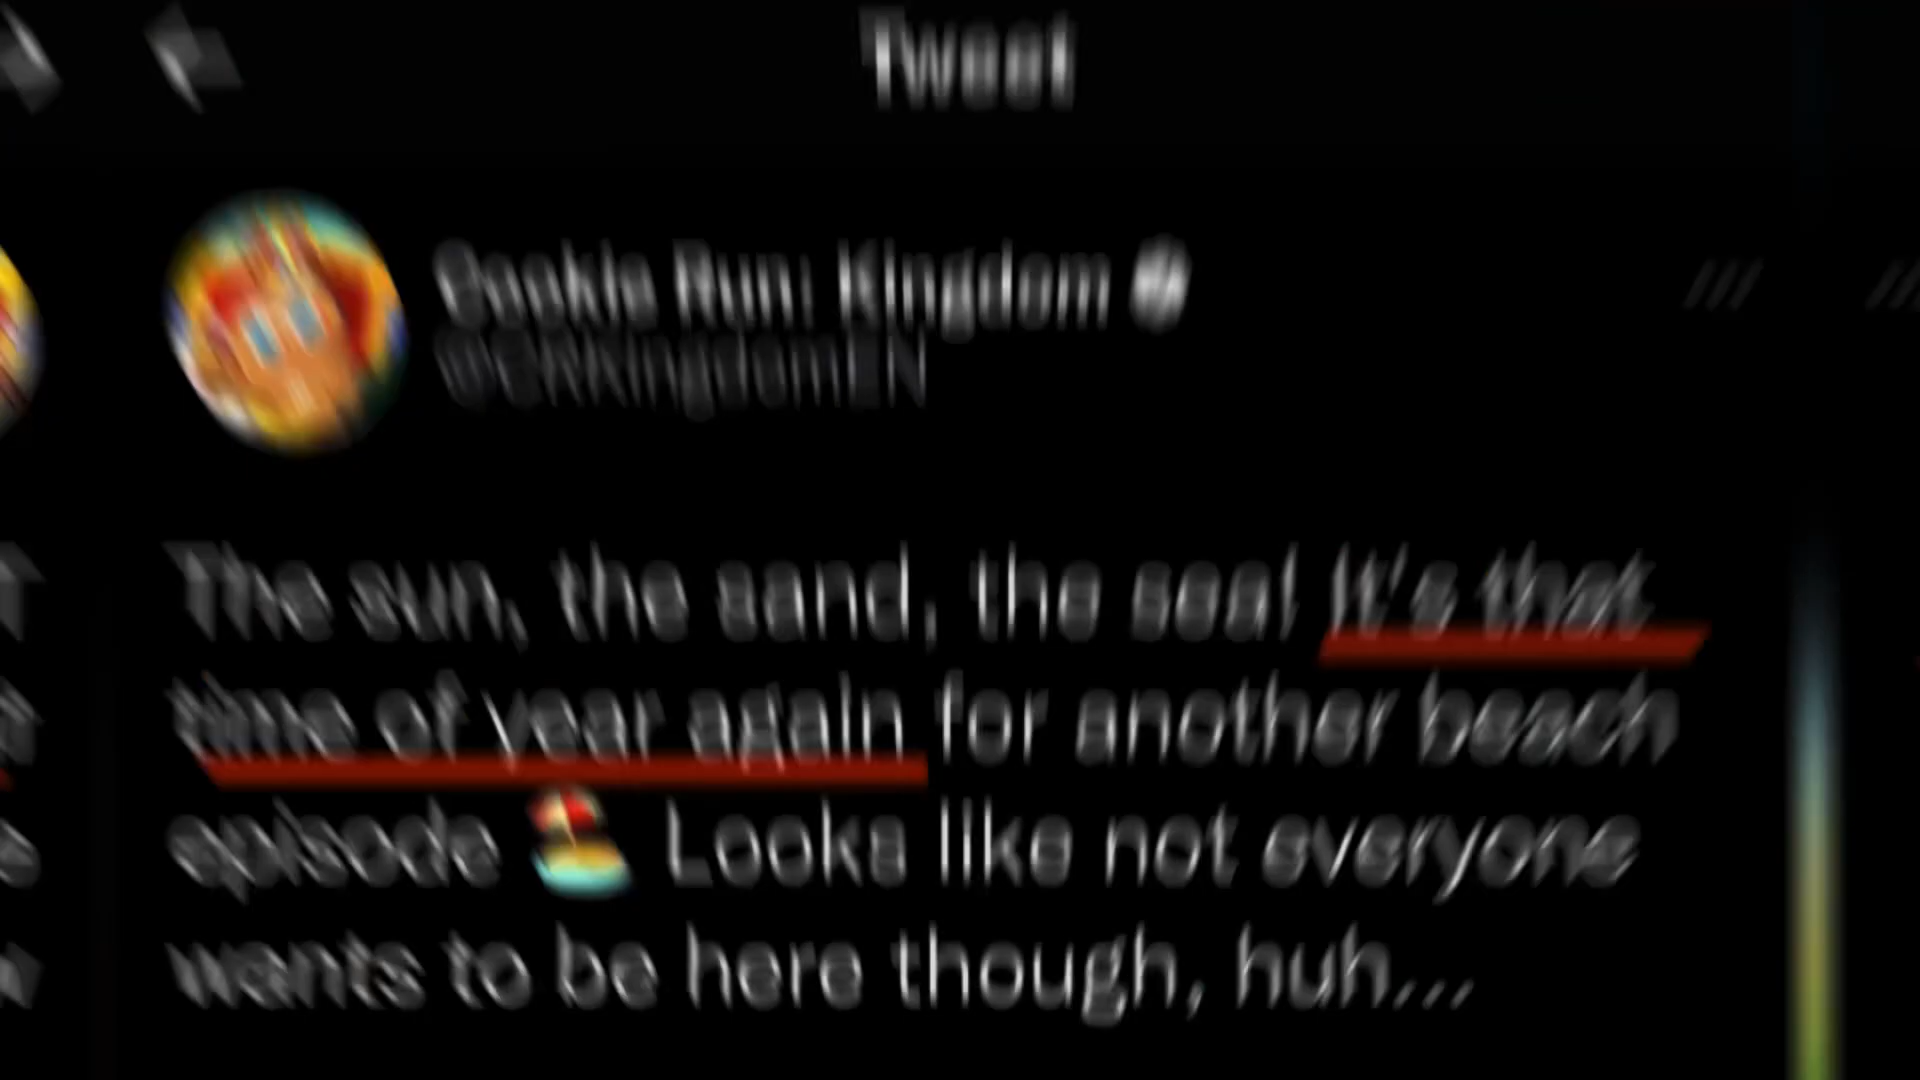 Tweet
Cookie Run: Kingdom
@CRKingdomEN
The sun, the sand, the sea! It's that
time of year again for another beach
episode 🏖 Looks like not everyone
wants to be here though, huh...